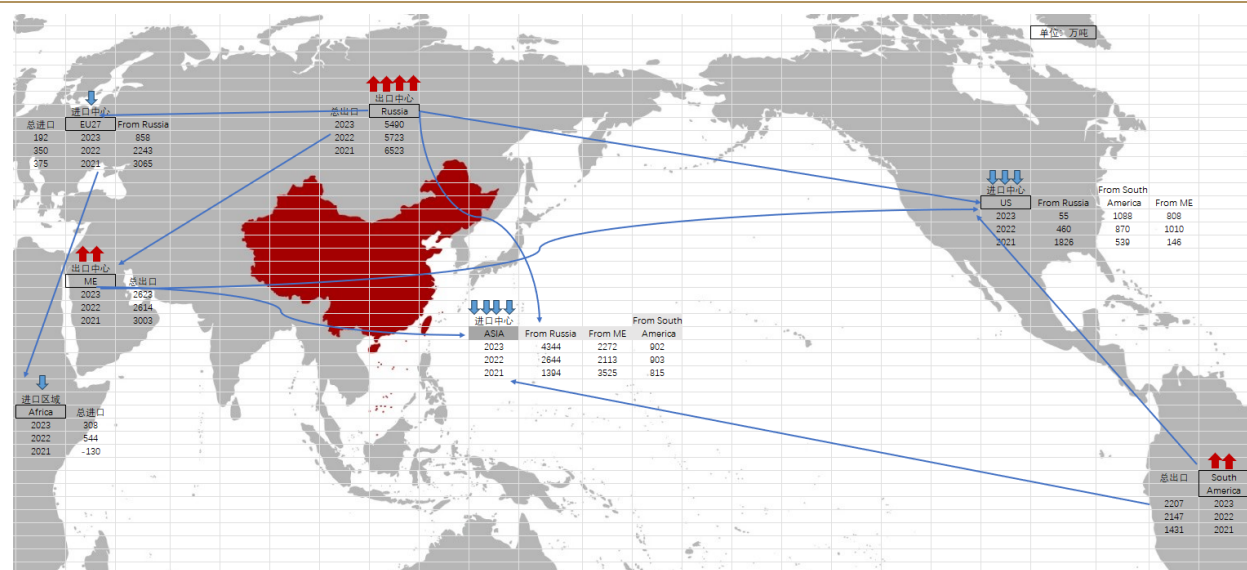 单位：万吨
出口中心
总出口 Russia
2023 5490
2022 5723
2021 6523
进口中心
总进口 EU27 From Russia
192 2023 858
350 2022 2243
375 2021 3065
进口中心 From South
US From Russia America From ME
2023 55 1088 808
2022 460 870 1010
2021 1826 539 146
出口中心
ME 总出口
2023 2623
2022 2614
2021 3003
进口中心 From South
ASIA From Russia From ME America
2023 4344 2272 902
2022 2644 2113 903
2021 1394 3525 815
进口区域
Africa 总进口
2023 308
2022 544
2021 -130
总出口 South
America
2207 2023
2147 2022
1431 2021